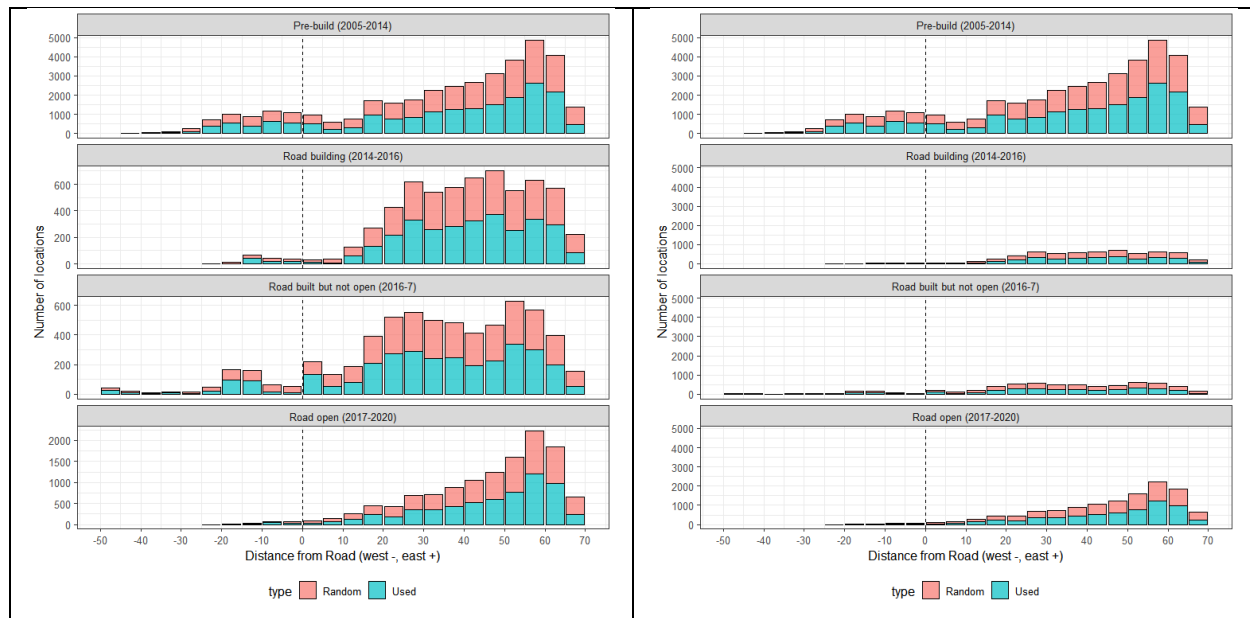 Pre-build (2005-2014)
5000
4000
3000
2000
1000
0
Road building (2014-2016)
600
400
200
0
Road built but not open (2016-7)
600
400
200
0
Road open (2017-2020)
2000
1500
1000
500
0
Number of locations
-50 -40 -30 -20 -10 0 10 20 30 40 50 60 70
Distance from Road (west -, east +)
type Random Used
Pre-build (2005-2014)
5000
4000
3000
2000
1000
0
Road building (2014-2016)
5000
4000
3000
2000
1000
0
Road built but not open (2016-7)
5000
4000
3000
2000
1000
0
Road open (2017-2020)
5000
4000
3000
2000
1000
0
Number of locations
-50 -40 -30 -20 -10 0 10 20 30 40 50 60 70
Distance from Road (west -, east +)
type Random Used